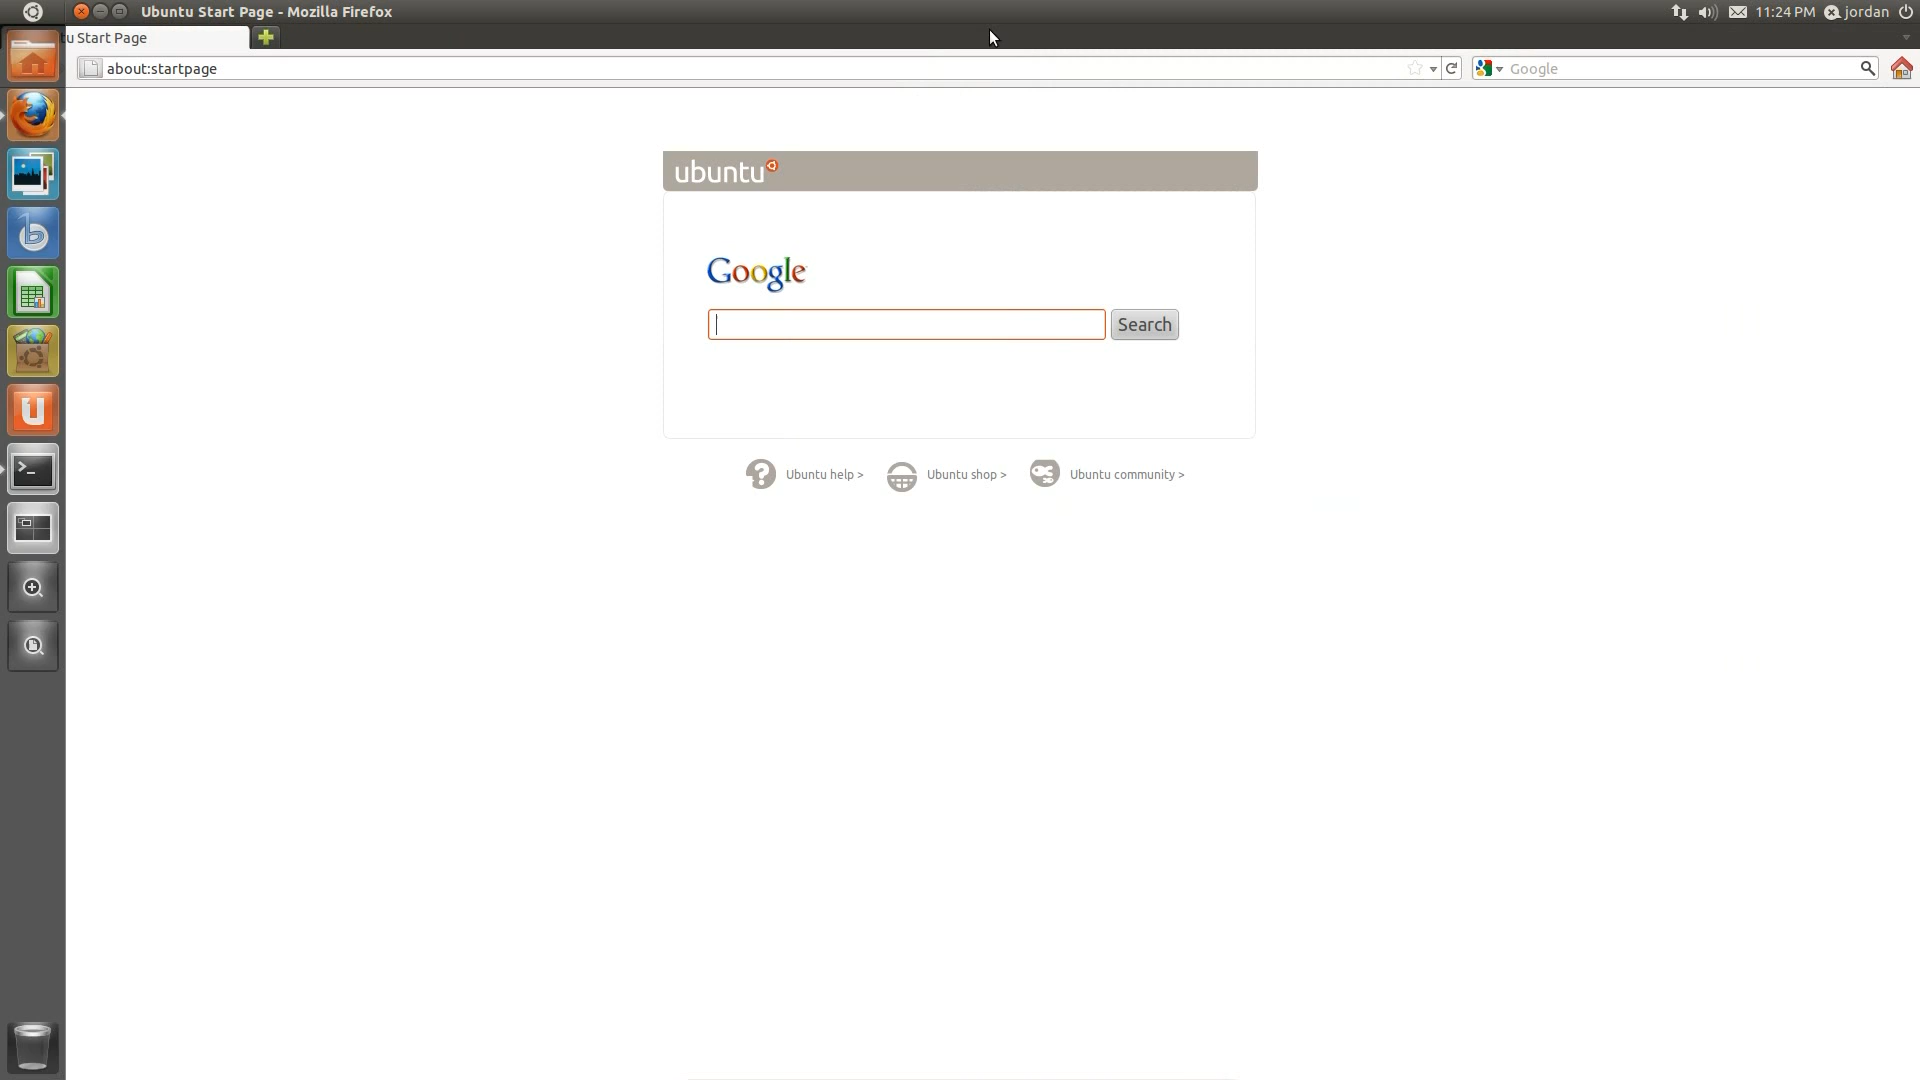 Ubuntu Start Page - Mozilla Firefox
11:24 PM
jordan
tu Start Page
about:startpage
Google
ubuntu
Google
Search
Ubuntu help >
Ubuntu shop >
Ubuntu community >